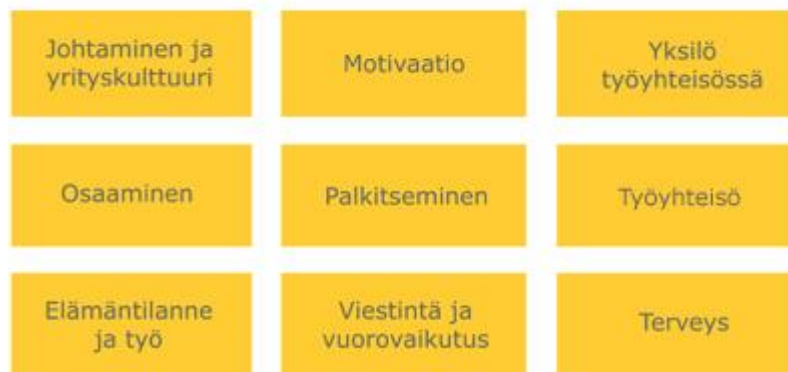 Johtaminen ja
yrityskulttuuri
Motivaatio
Yksilö
työyhteisössä
Osaaminen
Palkitseminen
Työyhteisö
Elämäntilanne
ja työ
Viestintä ja
vuorovaikutus
Terveys